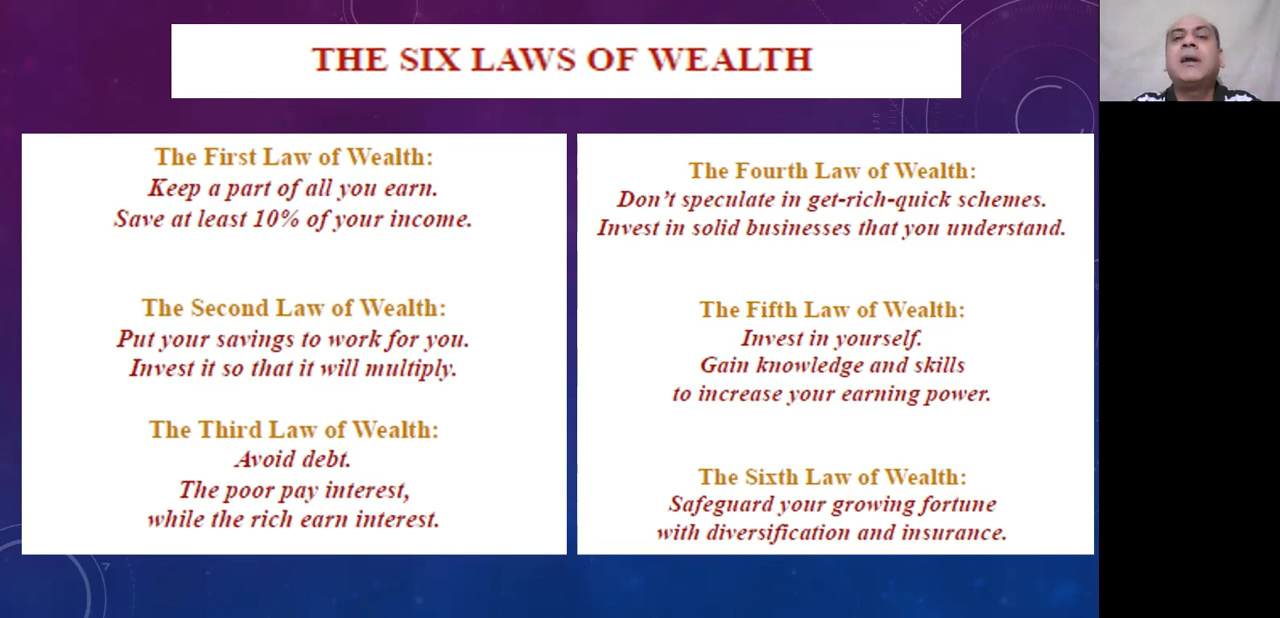 THE SIX LAWS OF WEALTH
The First Law of Wealth:
Keep a part of all you earn.
Save at least 10% of your income.
The Second Law of Wealth:
Put your savings to work for you.
Invest it so that it will multiply.
The Third Law of Wealth:
Avoid debt.
The poor pay interest,
while the rich earn interest.
The Fourth Law of Wealth:
Don’t speculate in get-rich-quick schemes.
Invest in solid businesses that you understand.
The Fifth Law of Wealth:
Invest in yourself.
Gain knowledge and skills
to increase your earning power.
The Sixth Law of Wealth:
Safeguard your growing fortune
with diversification and insurance.
7